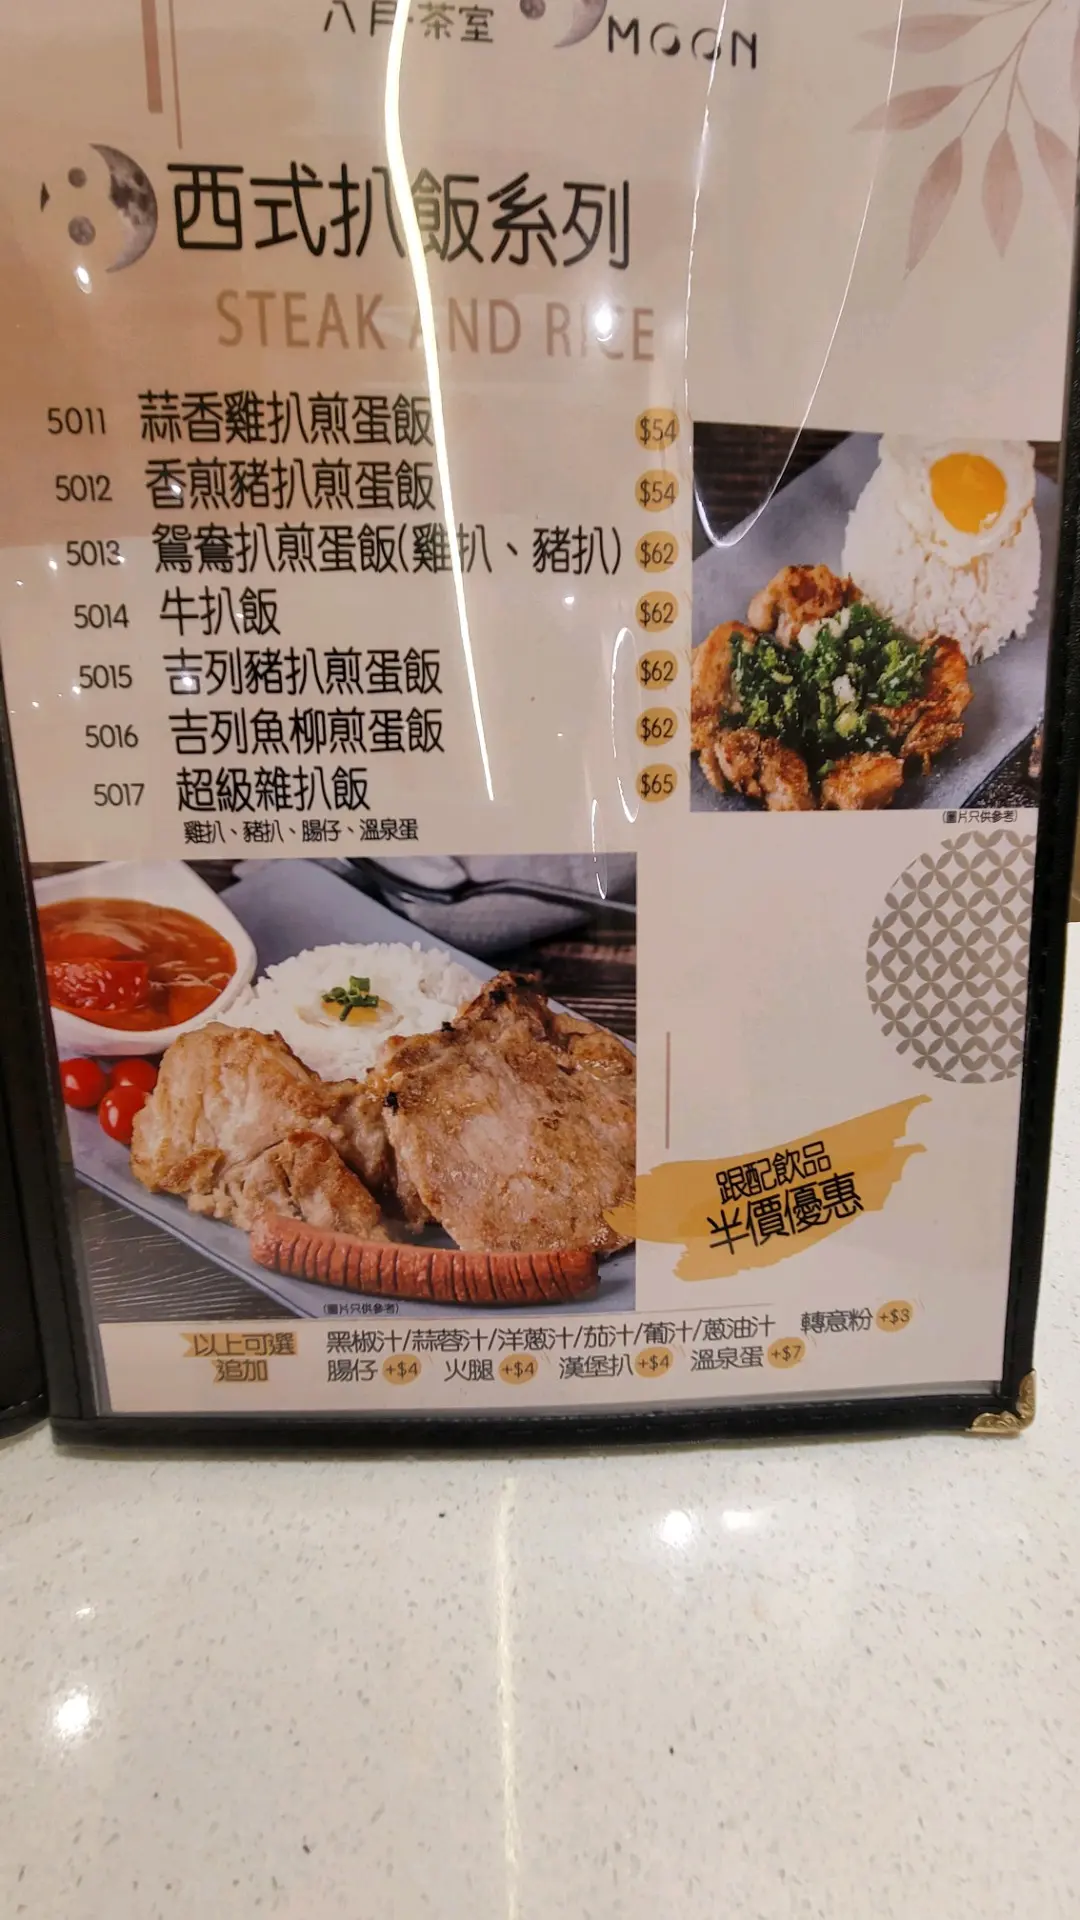 八月茶室 MOON
西式扒飯系列
STEAK AND RICE
5011 蒜香雞扒煎蛋飯 $54
5012 香煎豬扒煎蛋飯 $54
5013 鴛鴦扒煎蛋飯(雞扒、豬扒) $62
5014 牛扒飯 $62
5015 吉列豬扒煎蛋飯 $62
5016 吉列魚柳煎蛋飯 $62
5017 超級雜扒飯 $65
雞扒、豬扒、腸仔、溫泉蛋
(圖片只供參考)
跟配飲品
半價優惠
(圖片只供參考)
以上可選 黑椒汁/蒜蓉汁/洋蔥汁/茄汁/葡汁/蔥油汁 轉意粉 +$3
追加 腸仔 +$4 火腿 +$4 漢堡扒 +$4 溫泉蛋 +$7